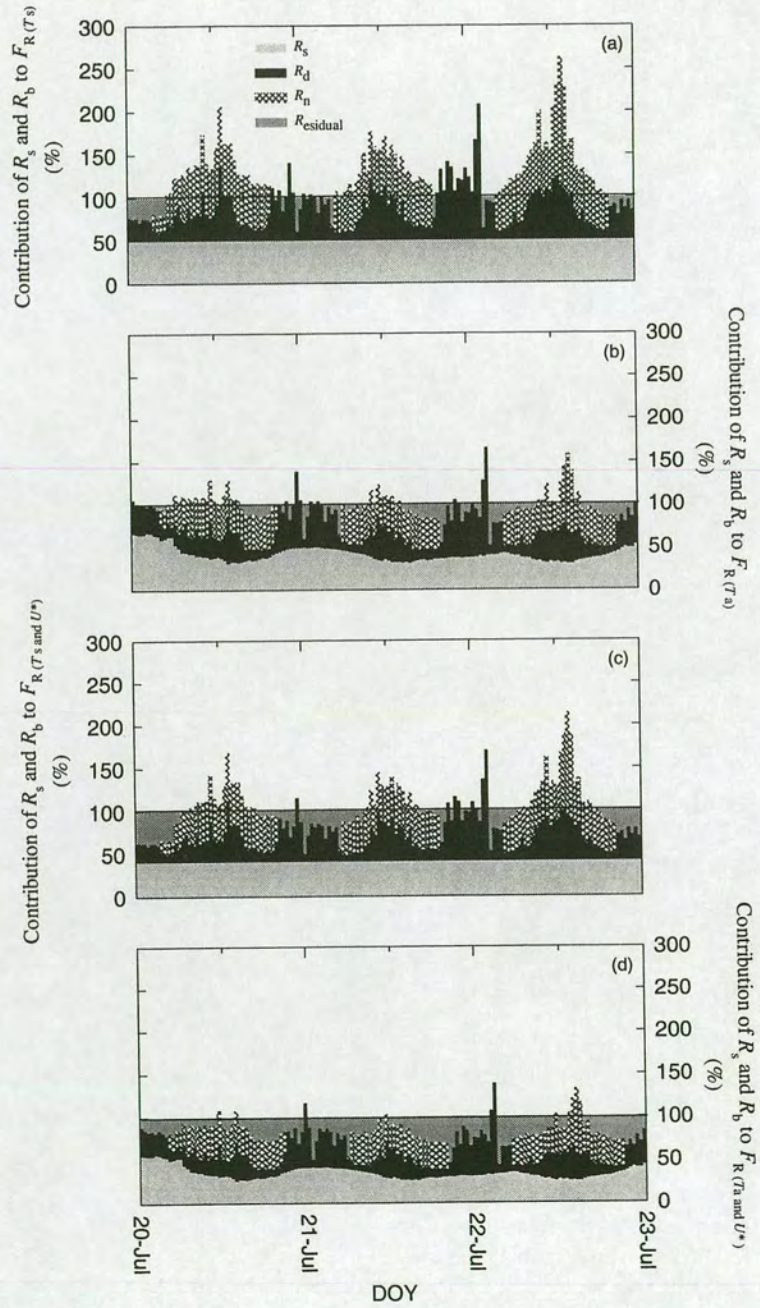 Contribution of Rs and Rb to FR(Ts)
(%)
300
250
200
150
100
50
0
(a)
Rs
Rd
Rn
Residual
Contribution of Rs and Rb to FR(Ta)
(%)
300
250
200
150
100
50
0
(b)
Contribution of Rs and Rb to FR(Ts and U*)
(%)
300
250
200
150
100
50
0
(c)
Contribution of Rs and Rb to FR(Ta and U*)
(%)
300
250
200
150
100
50
0
(d)
20-Jul
21-Jul
22-Jul
23-Jul
DOY